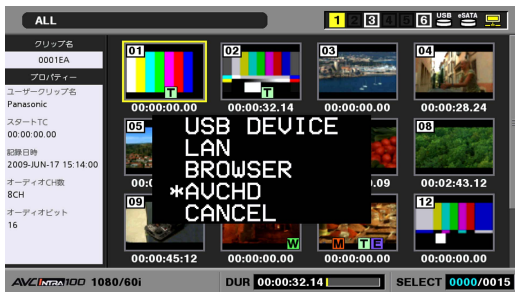 ALL
1 2 3 4 5 6 USB eSATA
クリップ名
0001EA
プロパティー
ユーザークリップ名
Panasonic
スタートTC
00:00:00.00
記録日時
2009-JUN-17 15:14:00
オーディオCH数
8CH
オーディオビット
16
01 02 03 04
T T
00:00:00.00 00:00:32.14 00:00:00.00 00:00:28.24
05 08
USB DEVICE
LAN
BROWSER
*AVCHD
CANCEL
.09 00:02:43.12
09 12
W M T E
00:00:45:12 00:00:00.00 00:00:00.00 00:00:00.00
AVC INTRA 100 1080/60i DUR 00:00:32.14 SELECT 0000/0015